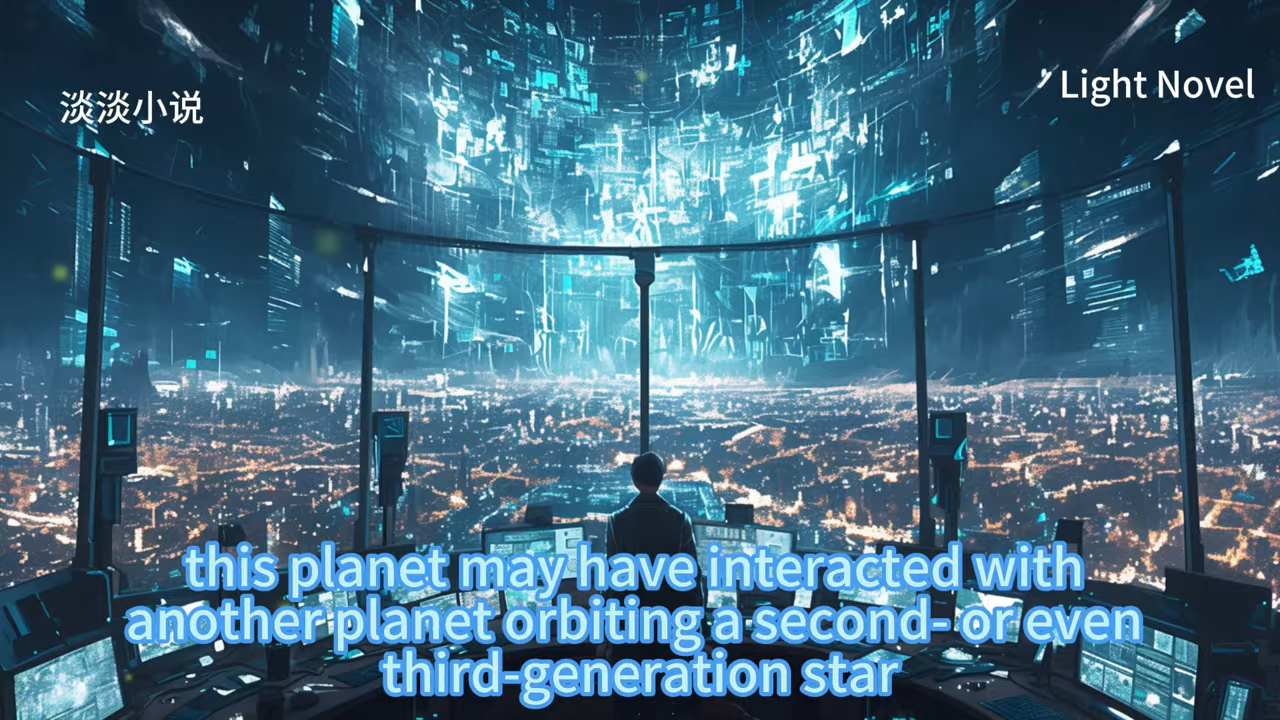 淡淡小说
Light Novel
this planet may have interacted with
another planet orbiting a second- or even
third-generation star